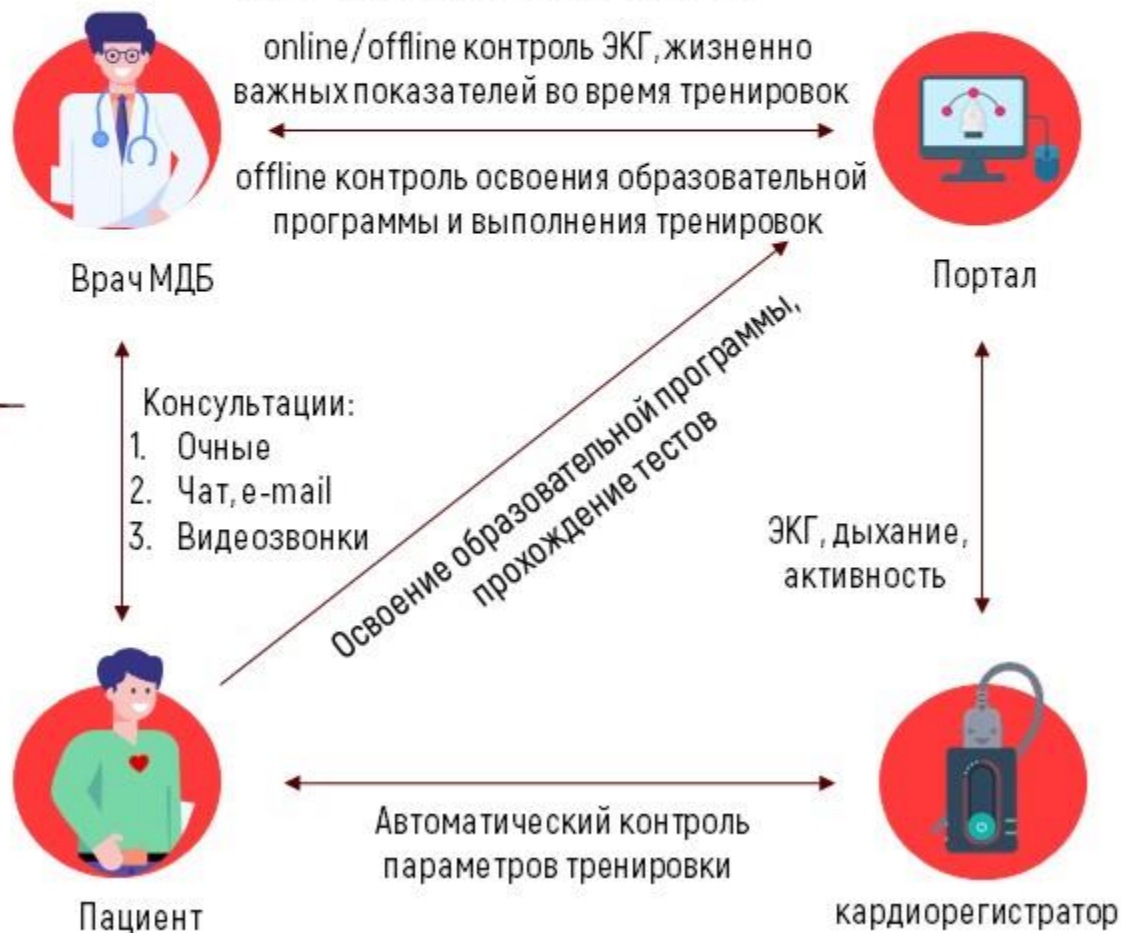 online/offline контроль ЭКГ, жизненно
важных показателей во время тренировок
offline контроль освоения образовательной
программы и выполнения тренировок
Врач МДБ
Портал
Консультации:
1. Очные
2. Чат, e-mail
3. Видеозвонки
Освоение образовательной программы,
прохождение тестов
ЭКГ, дыхание,
активность
Автоматический контроль
параметров тренировки
Пациент
кардиорегистратор